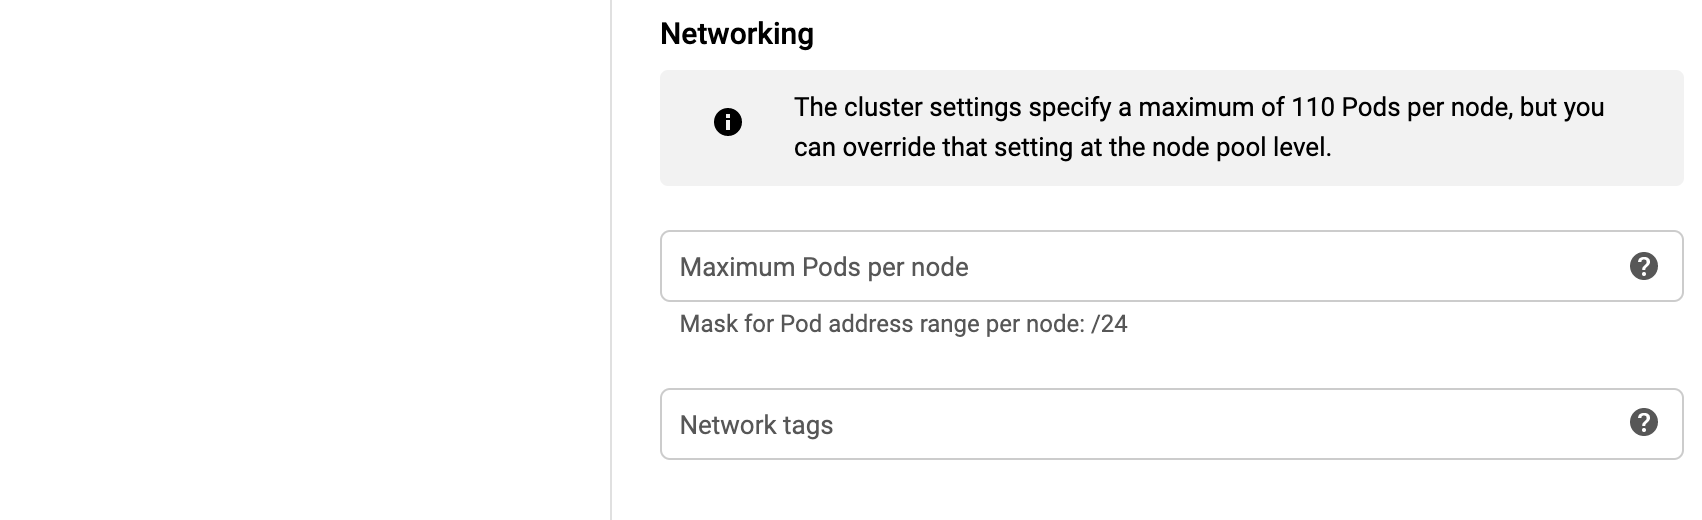 Networking
The cluster settings specify a maximum of 110 Pods per node, but you
can override that setting at the node pool level.
Maximum Pods per node
Mask for Pod address range per node: /24
Network tags